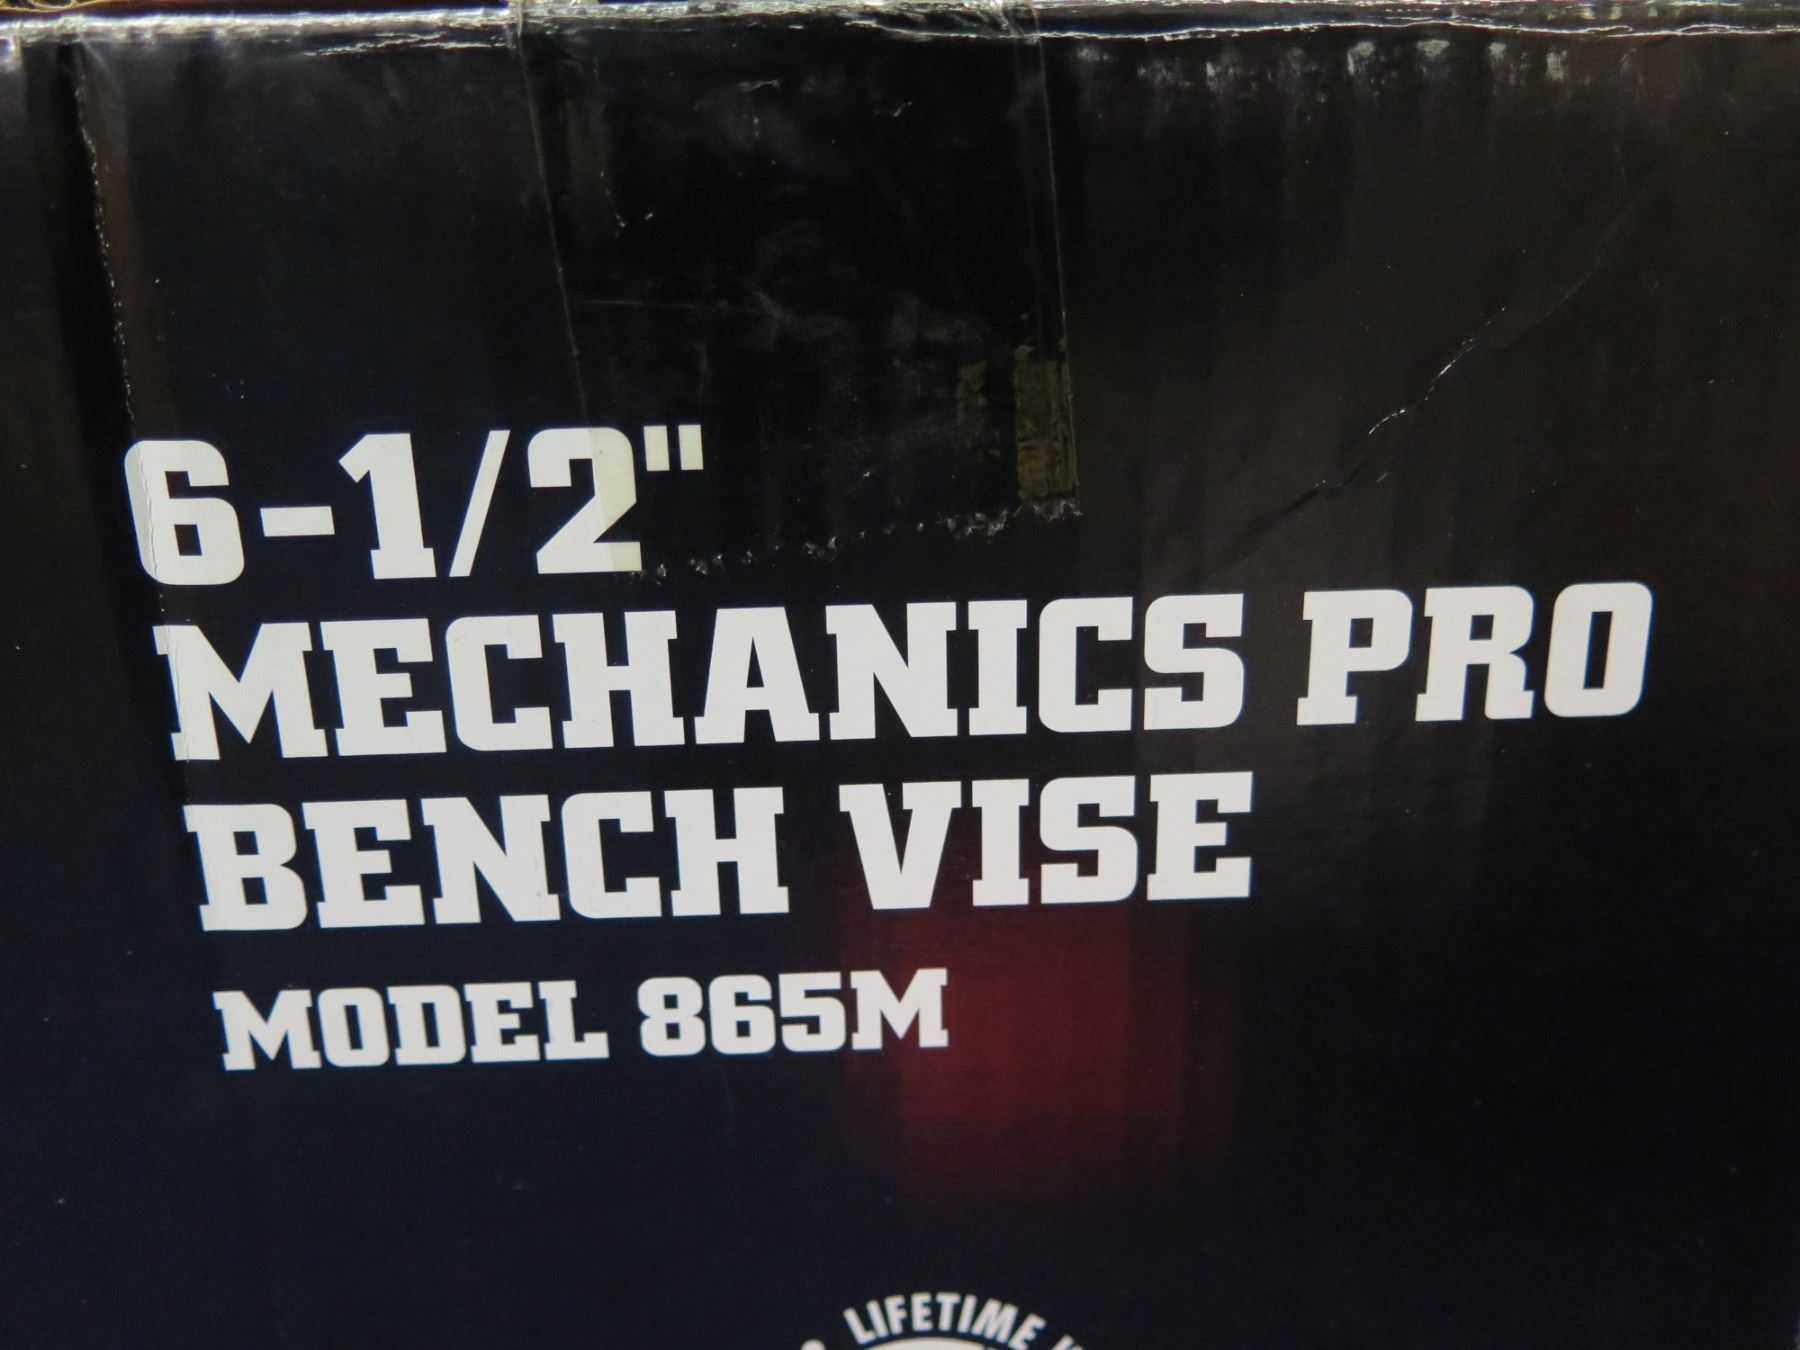 6-1/2"
MECHANICS PRO
BENCH VISE
MODEL 865M
LIFETIME